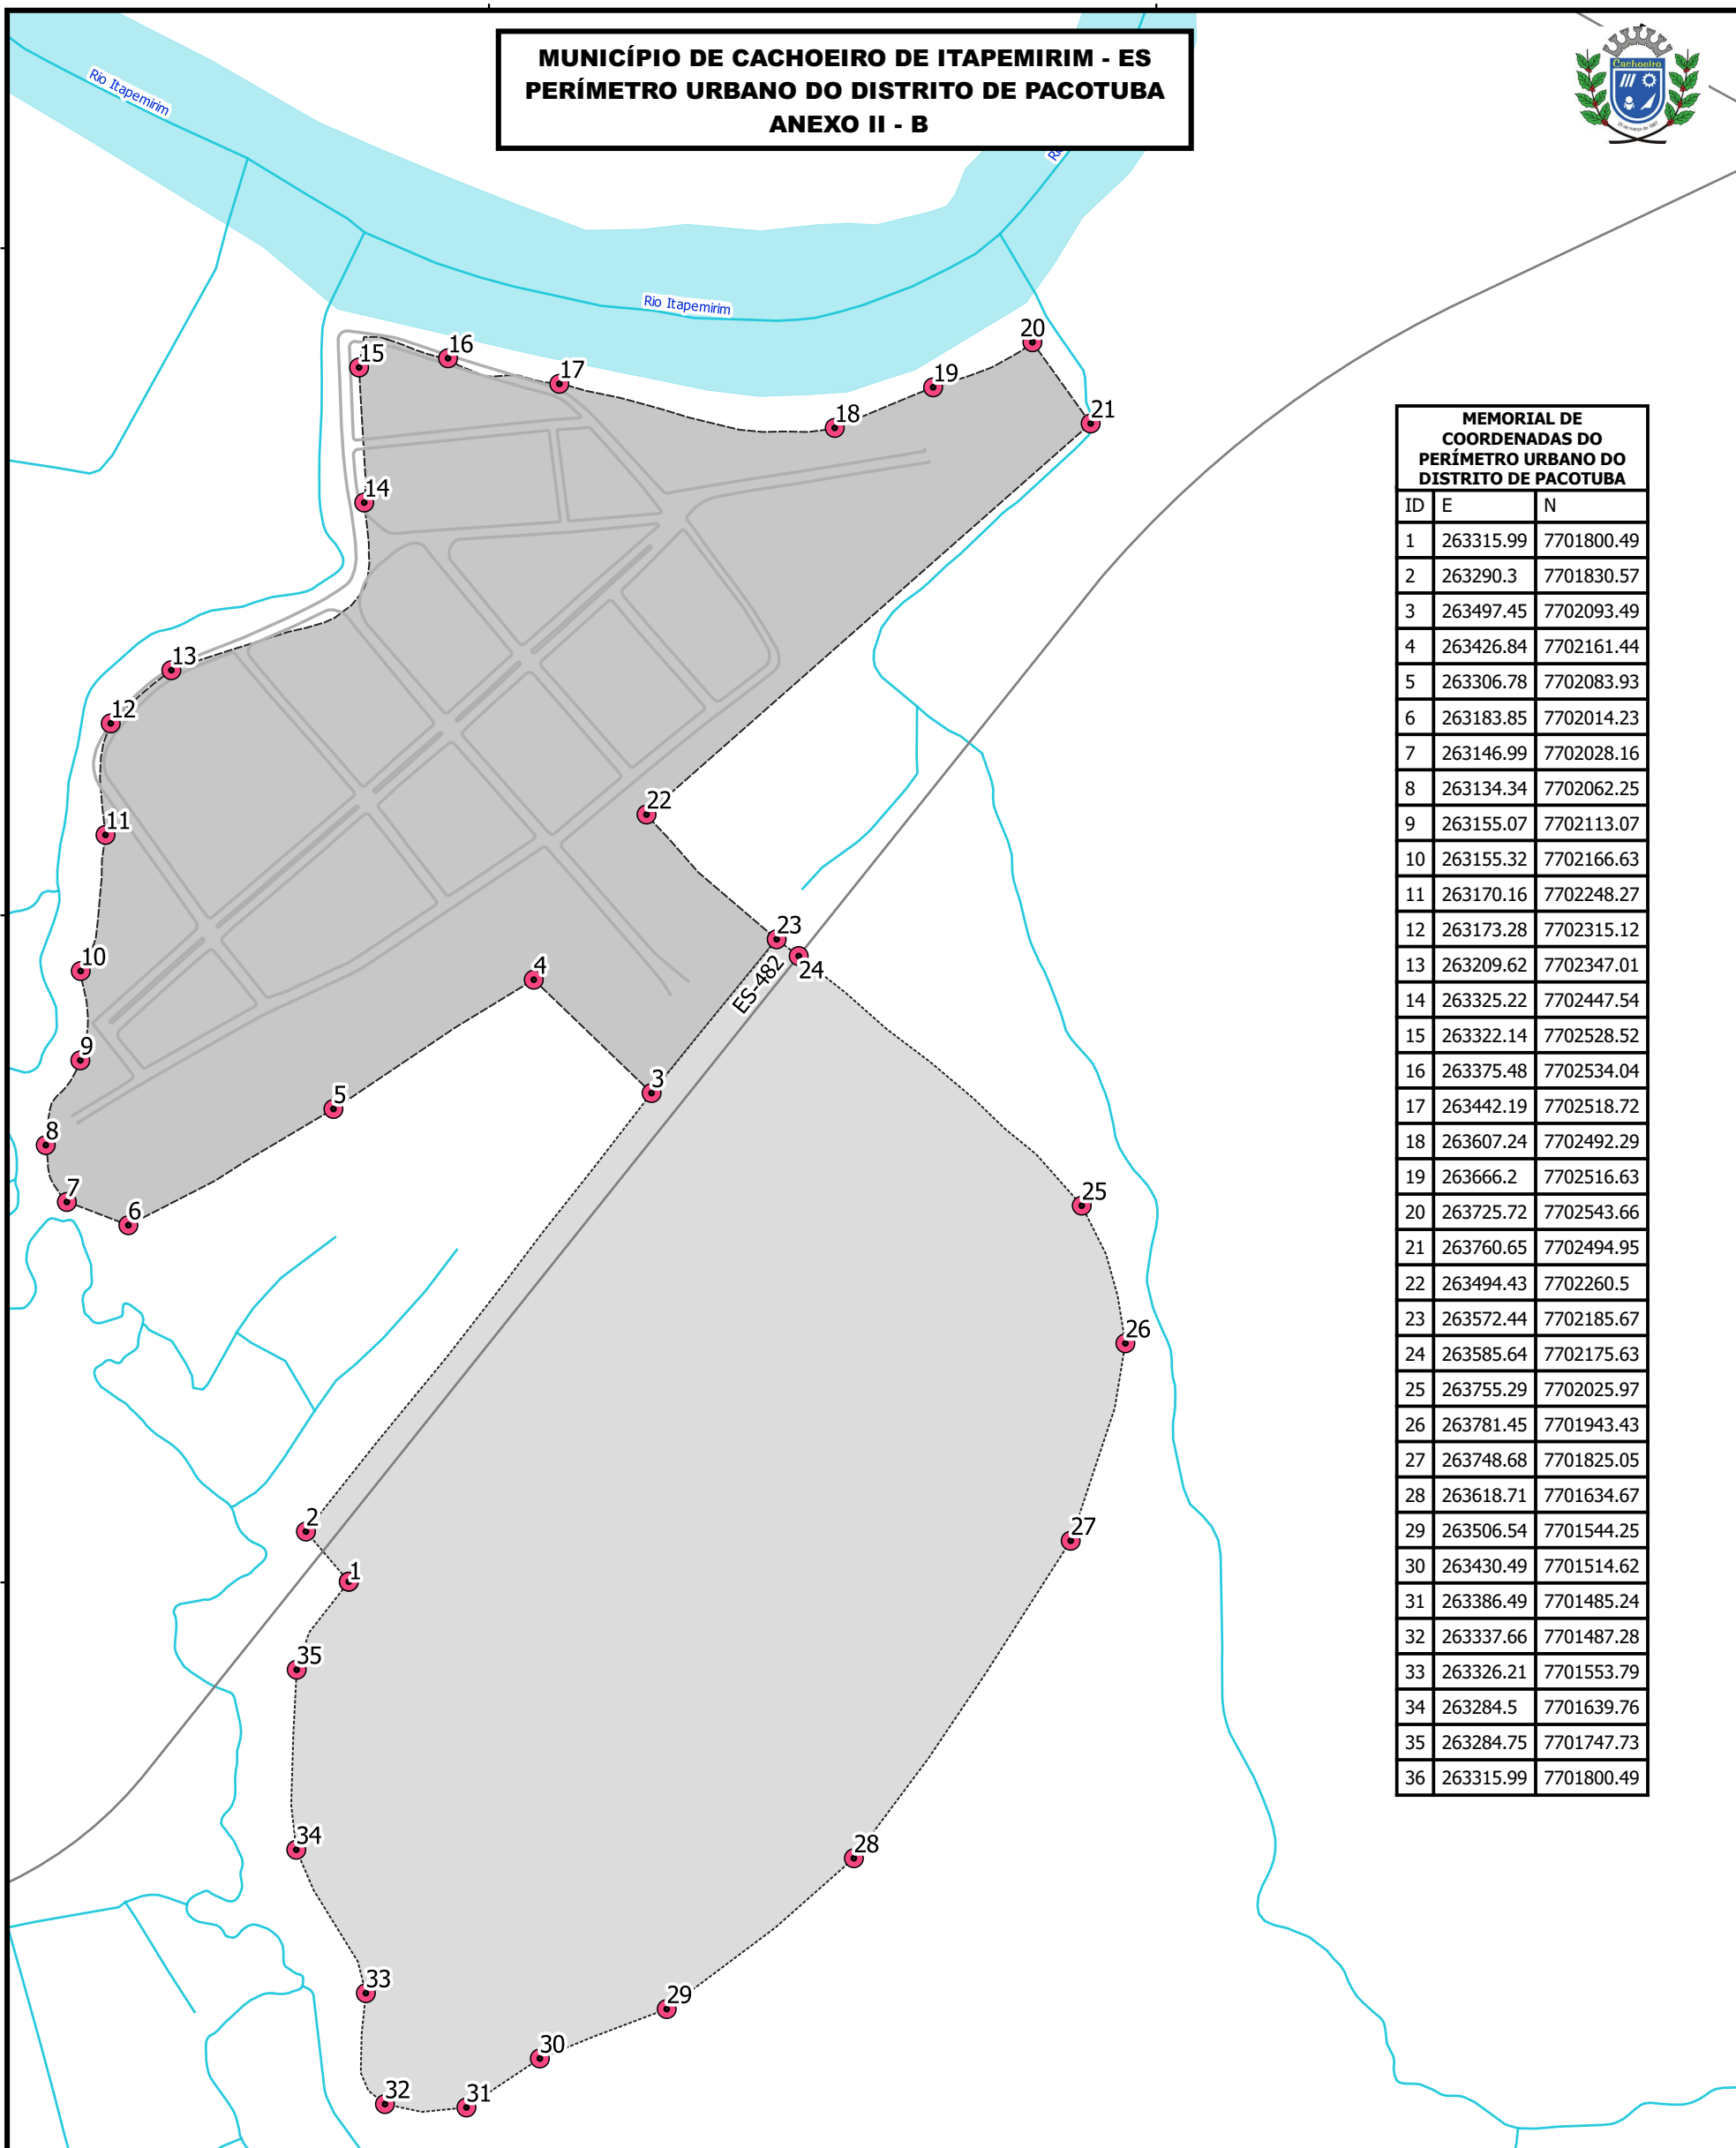 MUNICÍPIO DE CACHOEIRO DE ITAPEMIRIM - ES
PERÍMETRO URBANO DO DISTRITO DE PACOTUBA
ANEXO II - B
Cachoeiro
Rio Itapemirim
Rio Itapemirim
20
16
15
17
19
21
18
14
13
12
22
11
23
10
4
24
ES-482
9
3
5
8
25
7
6
26
2
27
1
35
34
28
33
29
30
32
31
MEMORIAL DE
COORDENADAS DO
PERÍMETRO URBANO DO
DISTRITO DE PACOTUBA
ID E N
1 263315.99 7701800.49
2 263290.3 7701830.57
3 263497.45 7702093.49
4 263426.84 7702161.44
5 263306.78 7702083.93
6 263183.85 7702014.23
7 263146.99 7702028.16
8 263134.34 7702062.25
9 263155.07 7702113.07
10 263155.32 7702166.63
11 263170.16 7702248.27
12 263173.28 7702315.12
13 263209.62 7702347.01
14 263325.22 7702447.54
15 263322.14 7702528.52
16 263375.48 7702534.04
17 263442.19 7702518.72
18 263607.24 7702492.29
19 263666.2 7702516.63
20 263725.72 7702543.66
21 263760.65 7702494.95
22 263494.43 7702260.5
23 263572.44 7702185.67
24 263585.64 7702175.63
25 263755.29 7702025.97
26 263781.45 7701943.43
27 263748.68 7701825.05
28 263618.71 7701634.67
29 263506.54 7701544.25
30 263430.49 7701514.62
31 263386.49 7701485.24
32 263337.66 7701487.28
33 263326.21 7701553.79
34 263284.5 7701639.76
35 263284.75 7701747.73
36 263315.99 7701800.49